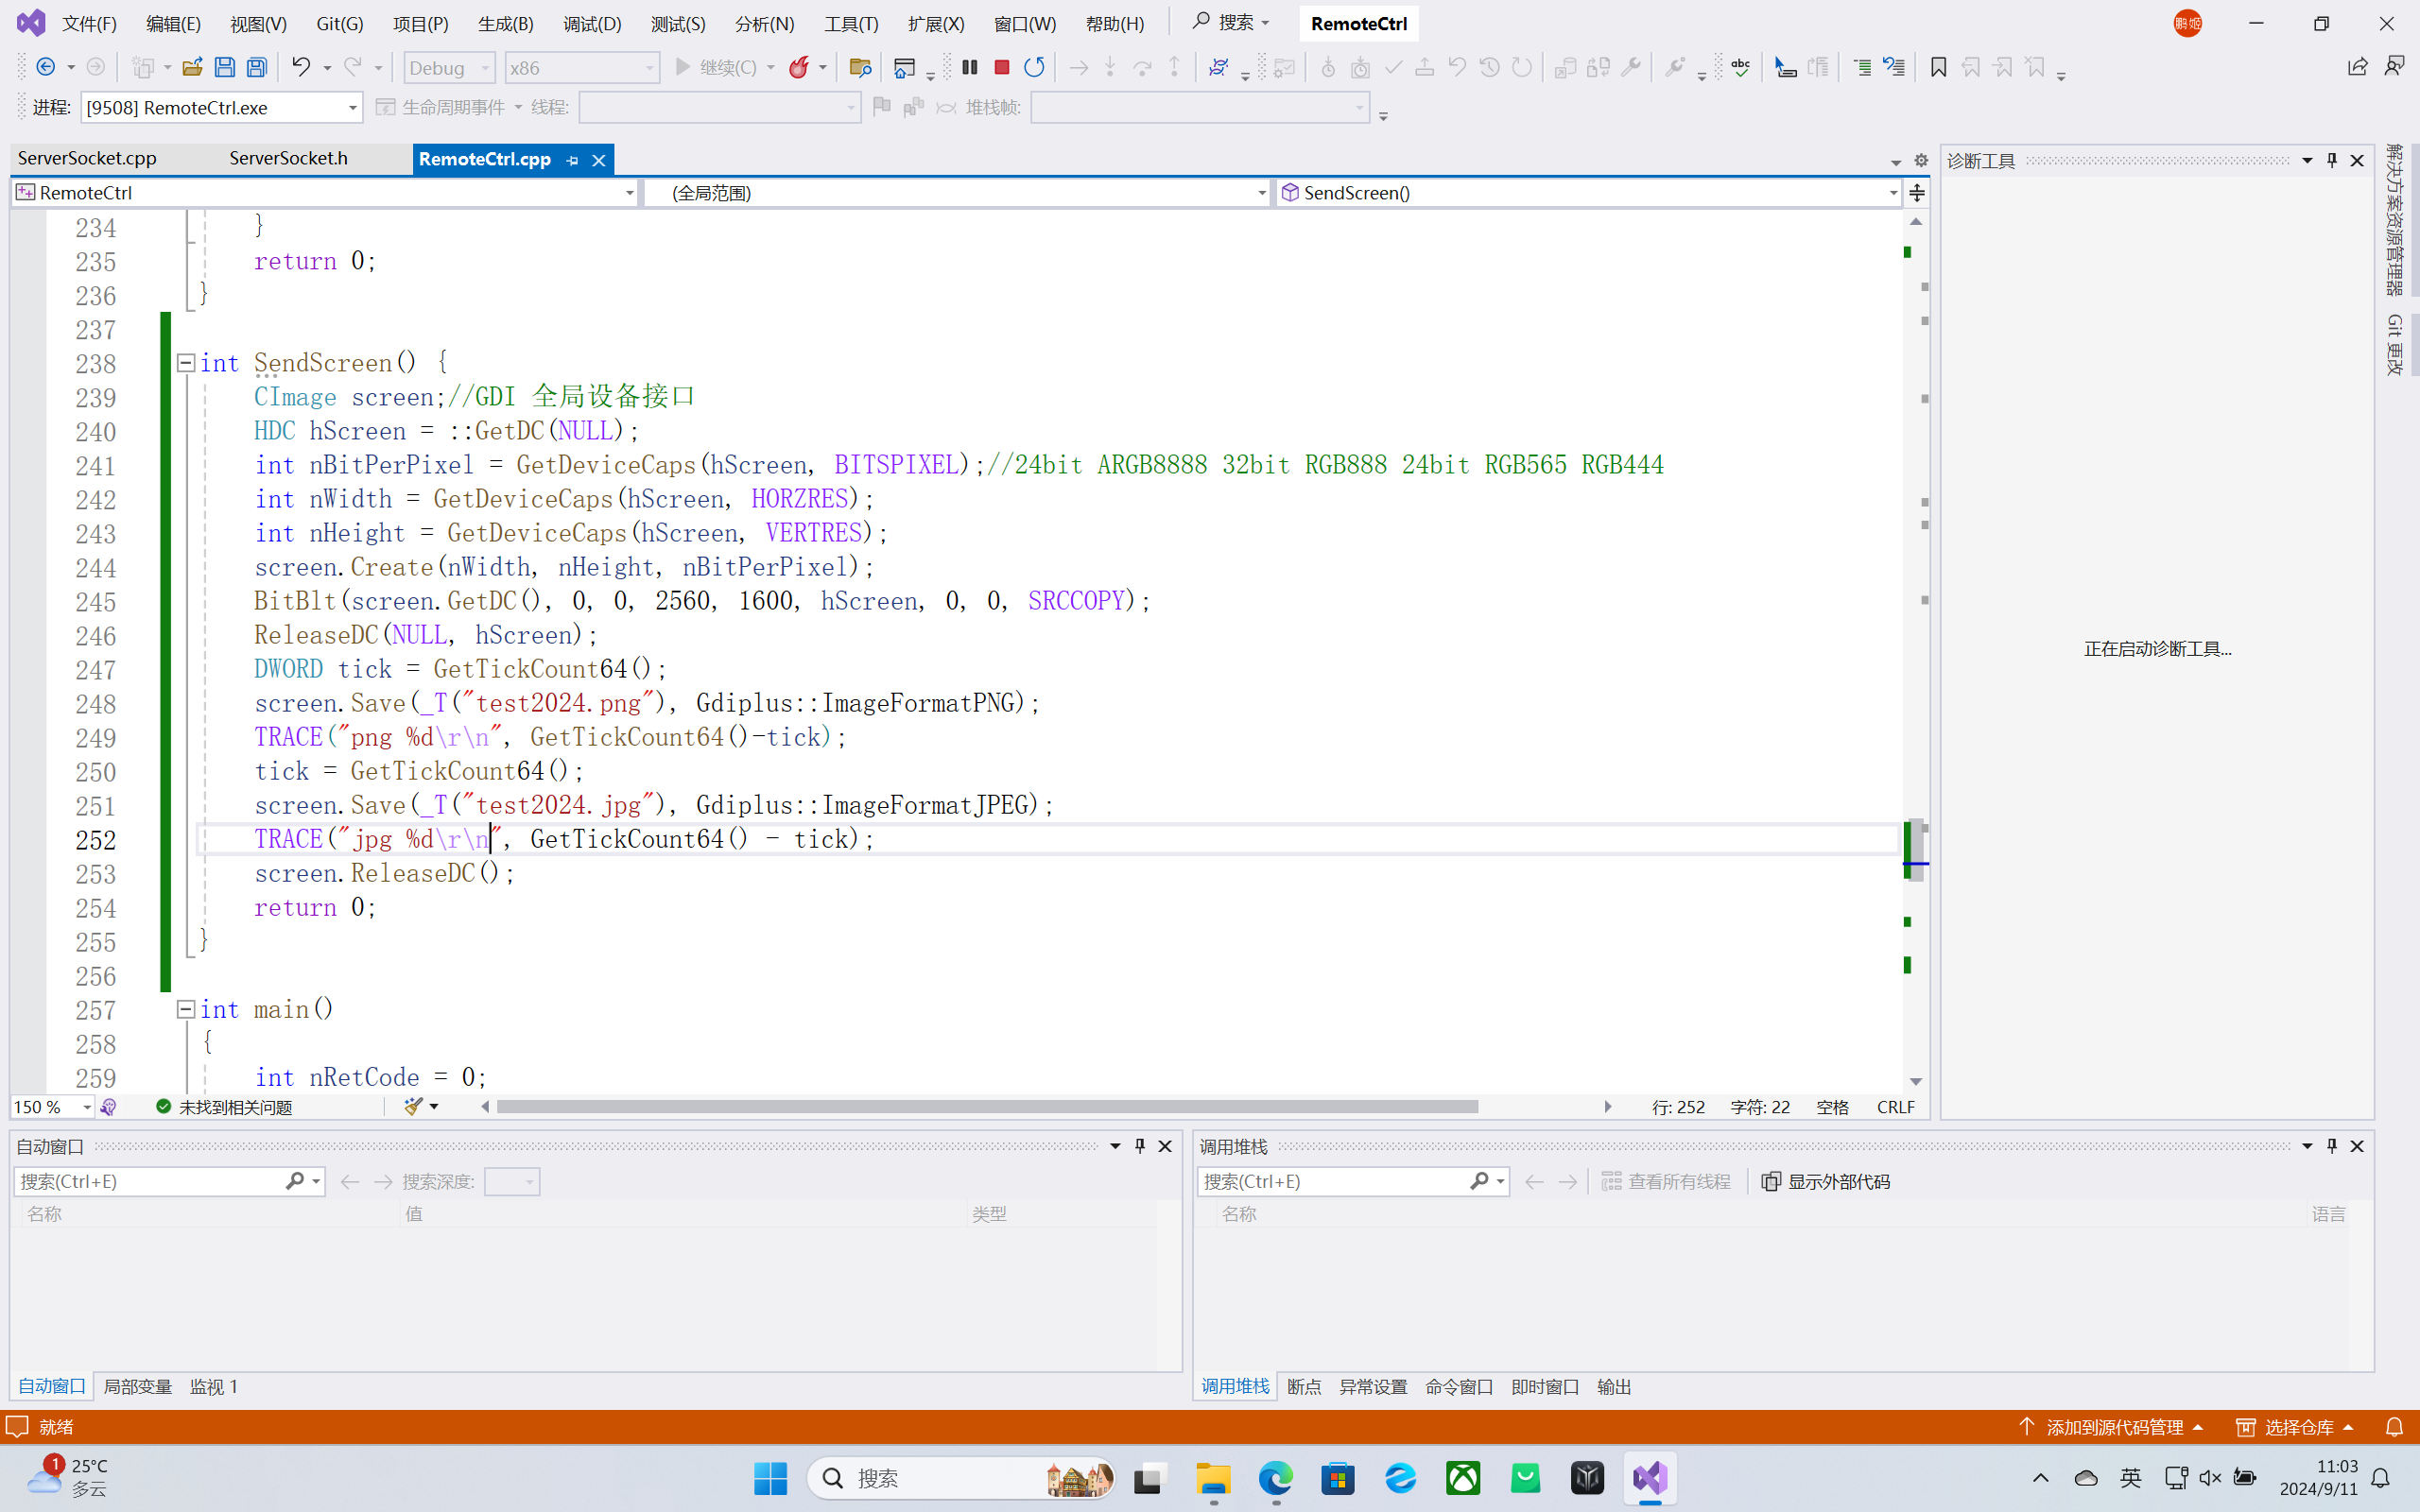 文件(F) 编辑(E) 视图(V) Git(G) 项目(P) 生成(B) 调试(D) 测试(S) 分析(N) 工具(T) 扩展(X) 窗口(W) 帮助(H) 搜索 RemoteCtrl 鹏姬
Debug x86 继续(C) abc
进程: [9508] RemoteCtrl.exe 生命周期事件 线程: 堆栈帧:
ServerSocket.cpp ServerSocket.h RemoteCtrl.cpp 诊断工具
RemoteCtrl (全局范围) SendScreen()
234 }
235 return 0;
236 }
237
238 int SendScreen() {
239 CImage screen;//GDI 全局设备接口
240 HDC hScreen = ::GetDC(NULL);
241 int nBitPerPixel = GetDeviceCaps(hScreen, BITSPIXEL);//24bit ARGB8888 32bit RGB888 24bit RGB565 RGB444
242 int nWidth = GetDeviceCaps(hScreen, HORZRES);
243 int nHeight = GetDeviceCaps(hScreen, VERTRES);
244 screen.Create(nWidth, nHeight, nBitPerPixel);
245 BitBlt(screen.GetDC(), 0, 0, 2560, 1600, hScreen, 0, 0, SRCCOPY);
246 ReleaseDC(NULL, hScreen);
247 DWORD tick = GetTickCount64();
248 screen.Save(_T("test2024.png"), Gdiplus::ImageFormatPNG);
249 TRACE("png %d\r\n", GetTickCount64()-tick);
250 tick = GetTickCount64();
251 screen.Save(_T("test2024.jpg"), Gdiplus::ImageFormatJPEG);
252 TRACE("jpg %d\r\n", GetTickCount64() - tick);
253 screen.ReleaseDC();
254 return 0;
255 }
256
257 int main()
258 {
259 int nRetCode = 0;
正在启动诊断工具...
解决方案资源管理器
Git 更改
150 % 未找到相关问题 行: 252 字符: 22 空格 CRLF
自动窗口
搜索(Ctrl+E) 搜索深度:
名称 值 类型
自动窗口 局部变量 监视 1
调用堆栈
搜索(Ctrl+E) 查看所有线程 显示外部代码
名称 语言
调用堆栈 断点 异常设置 命令窗口 即时窗口 输出
就绪 添加到源代码管理 选择仓库
1 25°C
多云
搜索
英
11:03
2024/9/11